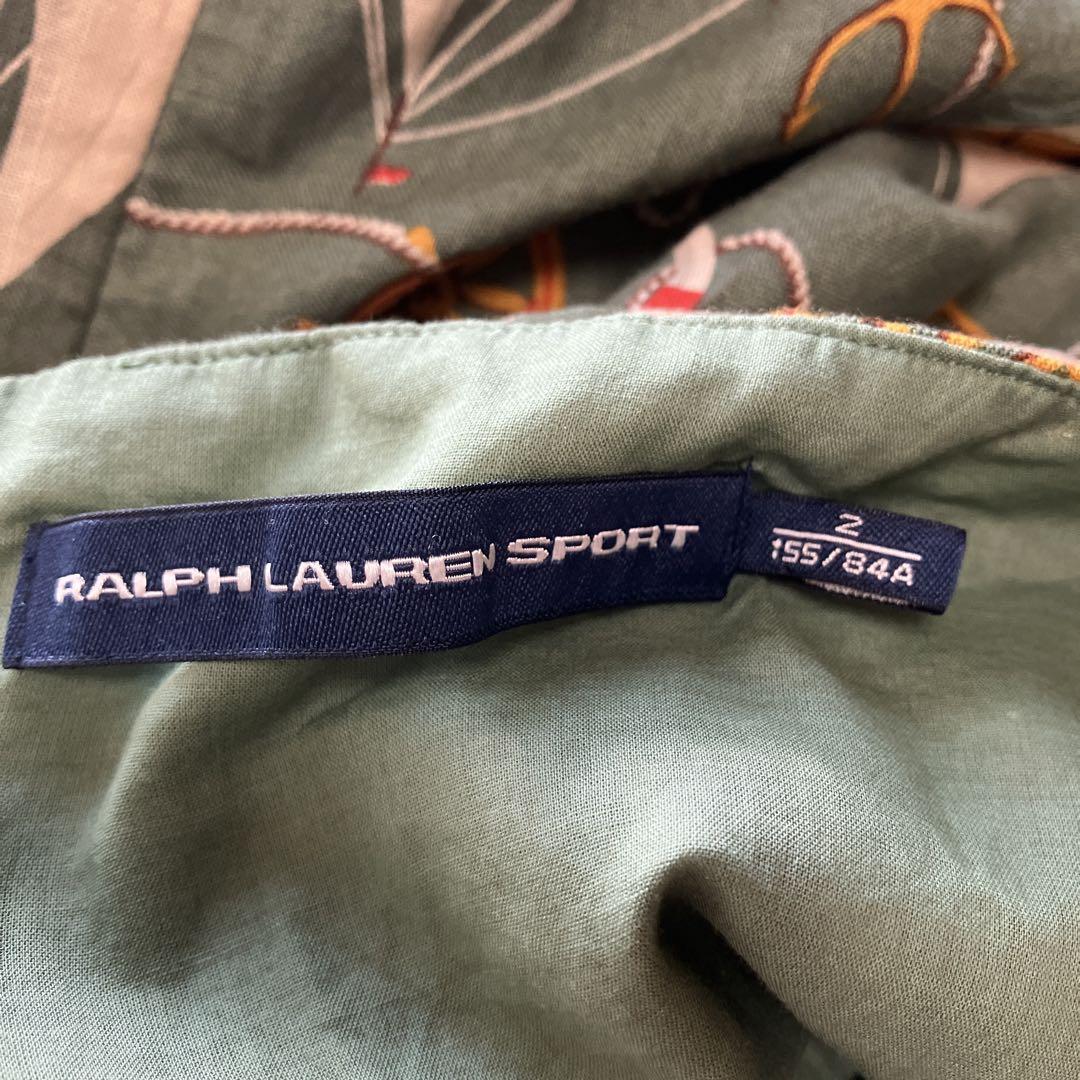 RALPH LAUREN SPORT
2
155/84A